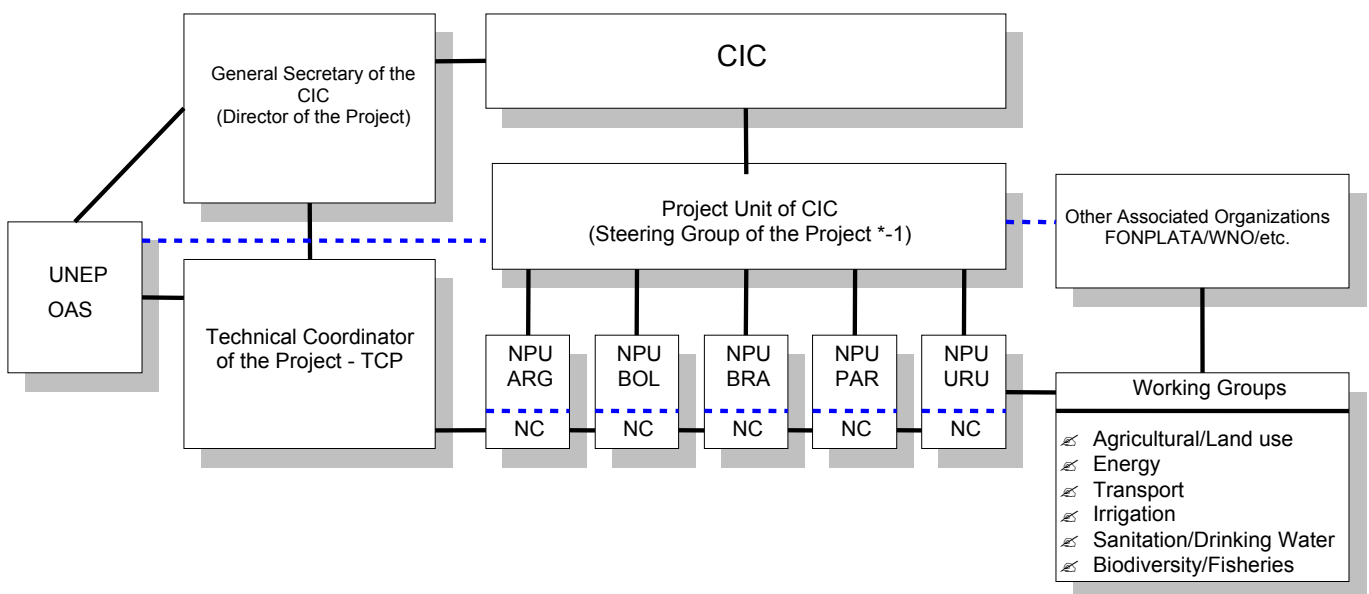 CIC
General Secretary of the
CIC
(Director of the Project)
Project Unit of CIC
(Steering Group of the Project *-1)
Other Associated Organizations
FONPLATA/WNO/etc.
UNEP
OAS
Technical Coordinator
of the Project - TCP
NPU
ARG
NC
NPU
BOL
NC
NPU
BRA
NC
NPU
PAR
NC
NPU
URU
NC
Working Groups
Agricultural/Land use
Energy
Transport
Irrigation
Sanitation/Drinking Water
Biodiversity/Fisheries